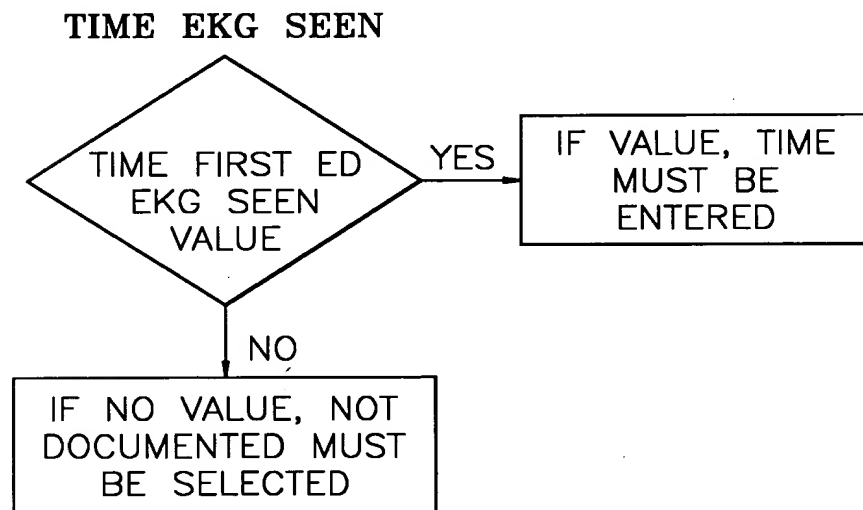 TIME EKG SEEN
TIME FIRST ED
EKG SEEN
VALUE
YES
IF VALUE, TIME
MUST BE
ENTERED
NO
IF NO VALUE, NOT
DOCUMENTED MUST
BE SELECTED